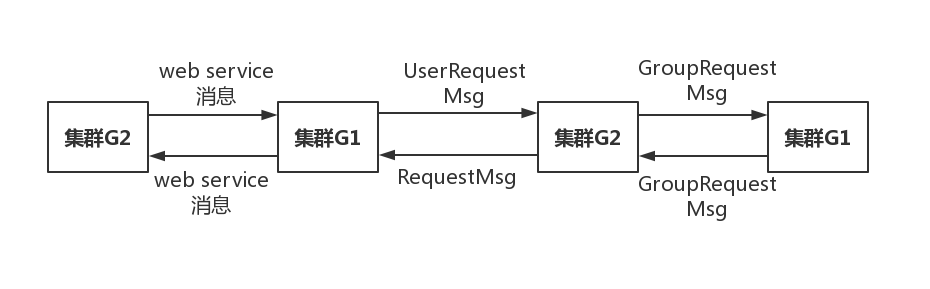 web service
消息
UserRequest
Msg
GroupRequest
Msg
集群G2
集群G1
集群G2
集群G1
web service
消息
RequestMsg
GroupRequest
Msg